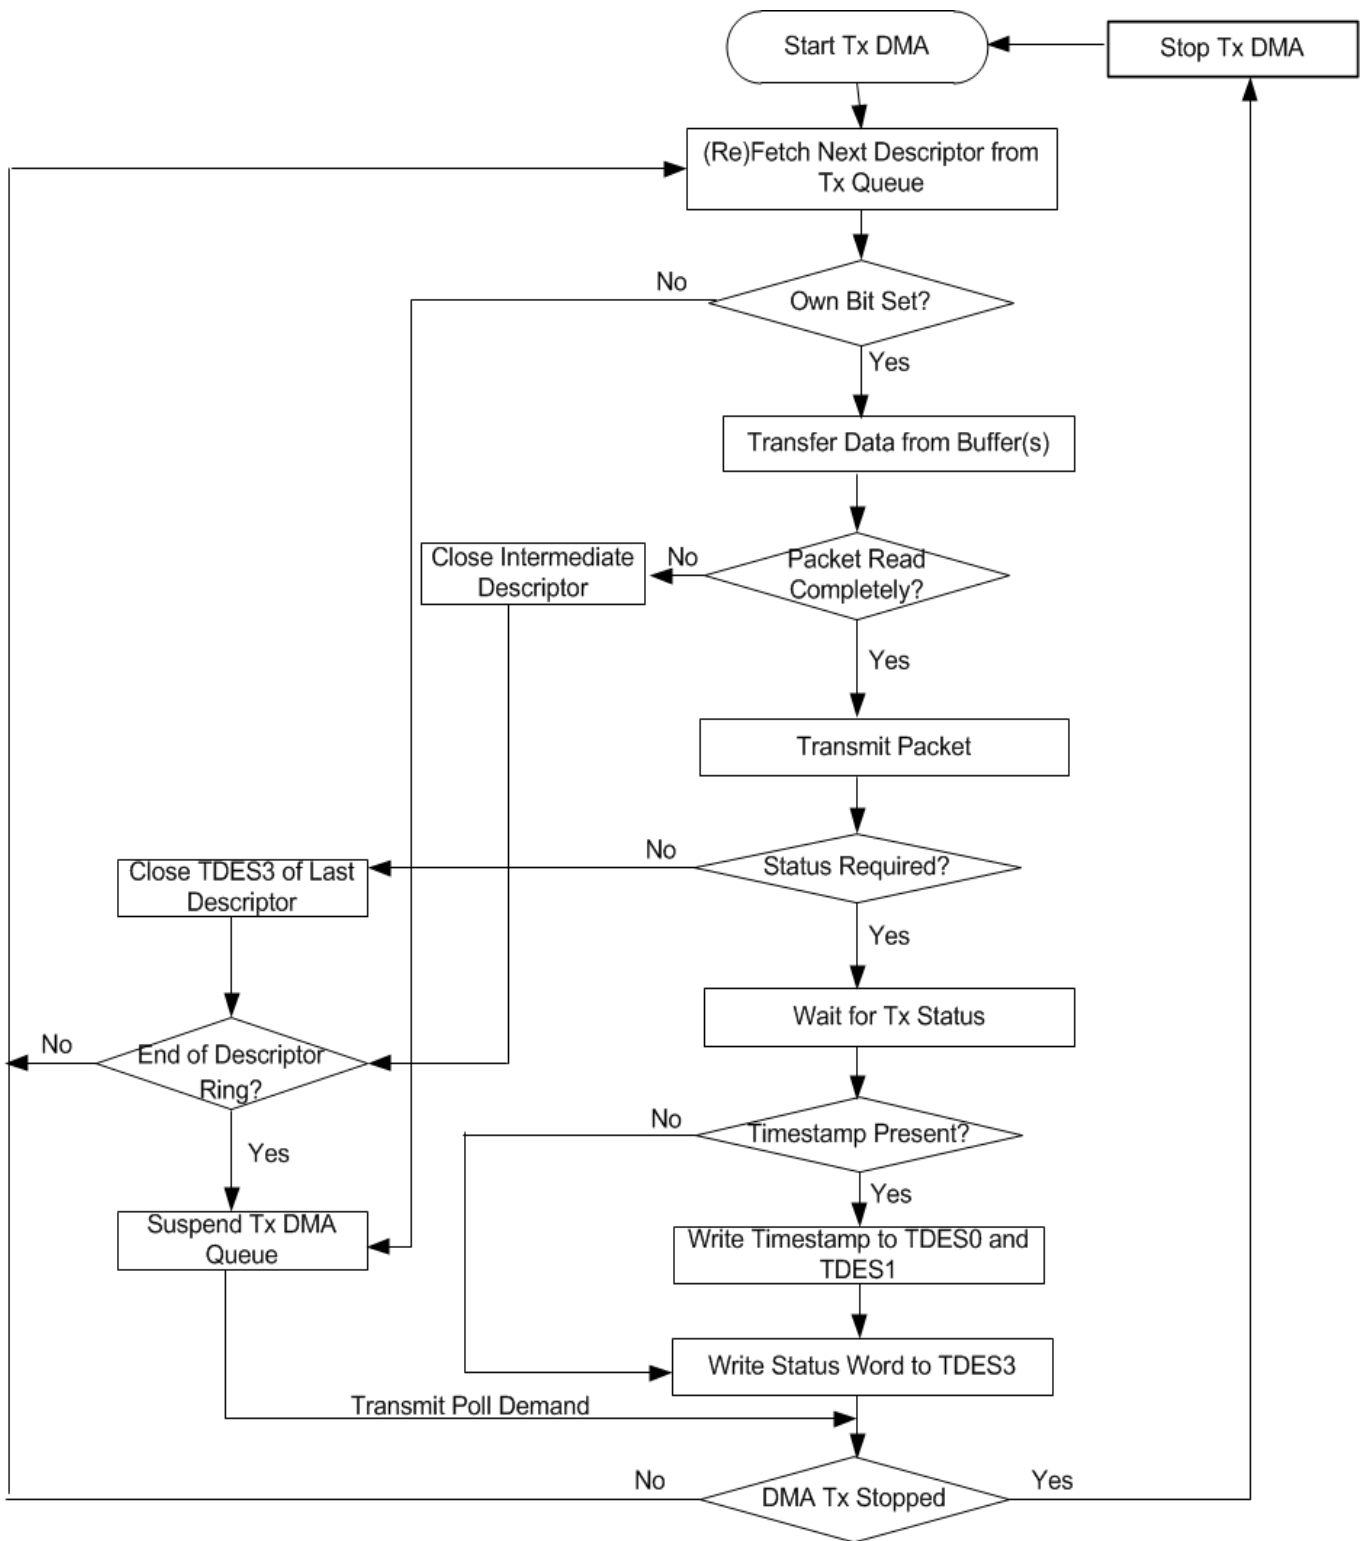 Start Tx DMA
Stop Tx DMA
(Re)Fetch Next Descriptor from
Tx Queue
No
Own Bit Set?
Yes
Transfer Data from Buffer(s)
Close Intermediate
Descriptor
No
Packet Read
Completely?
Yes
Transmit Packet
No
Status Required?
Close TDES3 of Last
Descriptor
Yes
Wait for Tx Status
No
End of Descriptor
Ring?
No
Timestamp Present?
Yes
Yes
Suspend Tx DMA
Queue
Write Timestamp to TDES0 and
TDES1
Write Status Word to TDES3
Transmit Poll Demand
No
DMA Tx Stopped
Yes